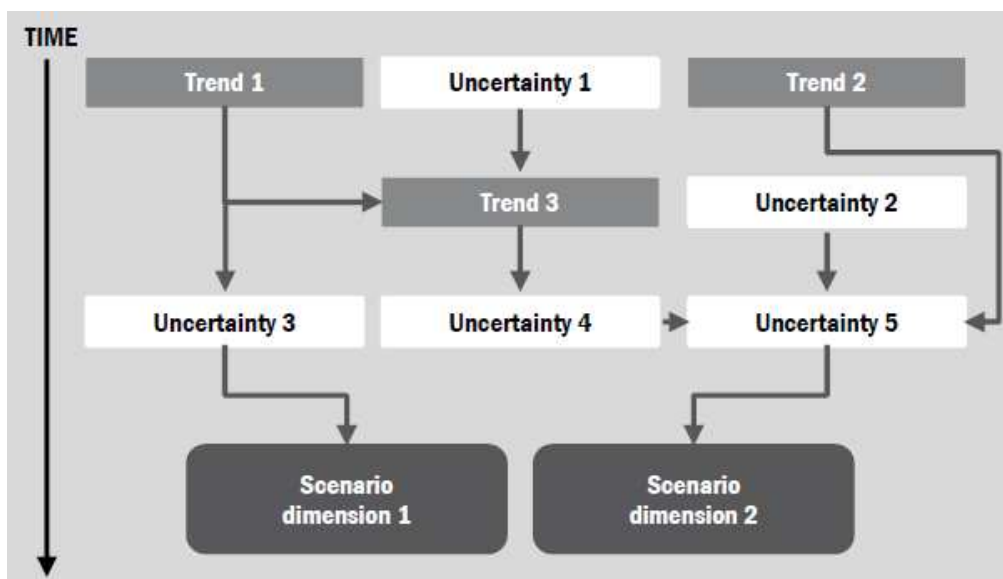 TIME
Trend 1
Uncertainty 1
Trend 2
Trend 3
Uncertainty 2
Uncertainty 3
Uncertainty 4
Uncertainty 5
Scenario
dimension 1
Scenario
dimension 2